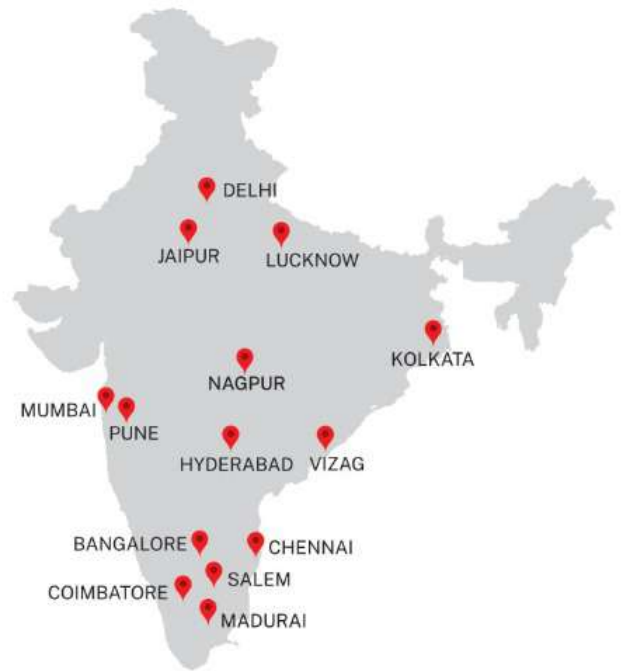 DELHI
JAIPUR
LUCKNOW
KOLKATA
NAGPUR
MUMBAI
PUNE
HYDERABAD
VIZAG
BANGALORE
CHENNAI
SALEM
COIMBATORE
MADURAI